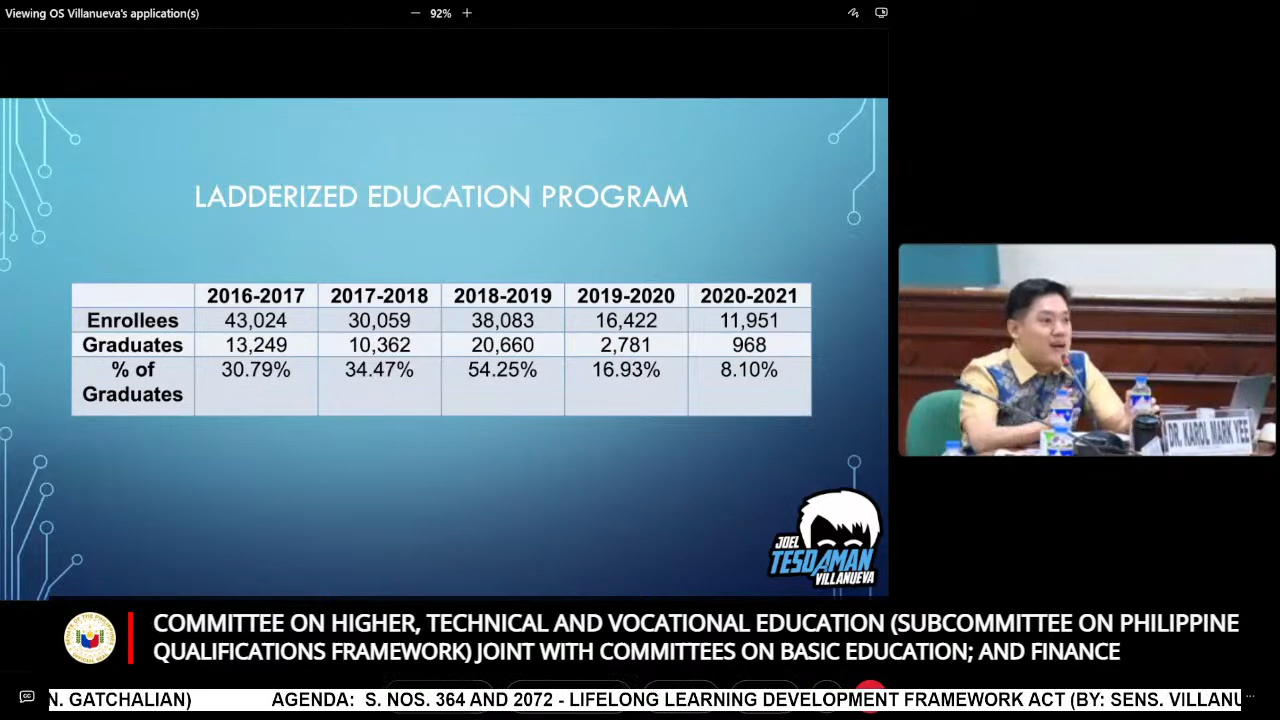 Viewing OS Villanueva's application(s)
− 92% +
LADDERIZED EDUCATION PROGRAM
2016-2017 2017-2018 2018-2019 2019-2020 2020-2021
Enrollees 43,024 30,059 38,083 16,422 11,951
Graduates 13,249 10,362 20,660 2,781 968
% of 30.79% 34.47% 54.25% 16.93% 8.10%
Graduates
JOEL
TESDAMAN
VILLANUEVA
DR. KAROL MARK YEE
COMMITTEE ON HIGHER, TECHNICAL AND VOCATIONAL EDUCATION (SUBCOMMITTEE ON PHILIPPINE
QUALIFICATIONS FRAMEWORK) JOINT WITH COMMITTEES ON BASIC EDUCATION; AND FINANCE
N. GATCHALIAN) AGENDA: S. NOS. 364 AND 2072 - LIFELONG LEARNING DEVELOPMENT FRAMEWORK ACT (BY: SENS. VILLANU